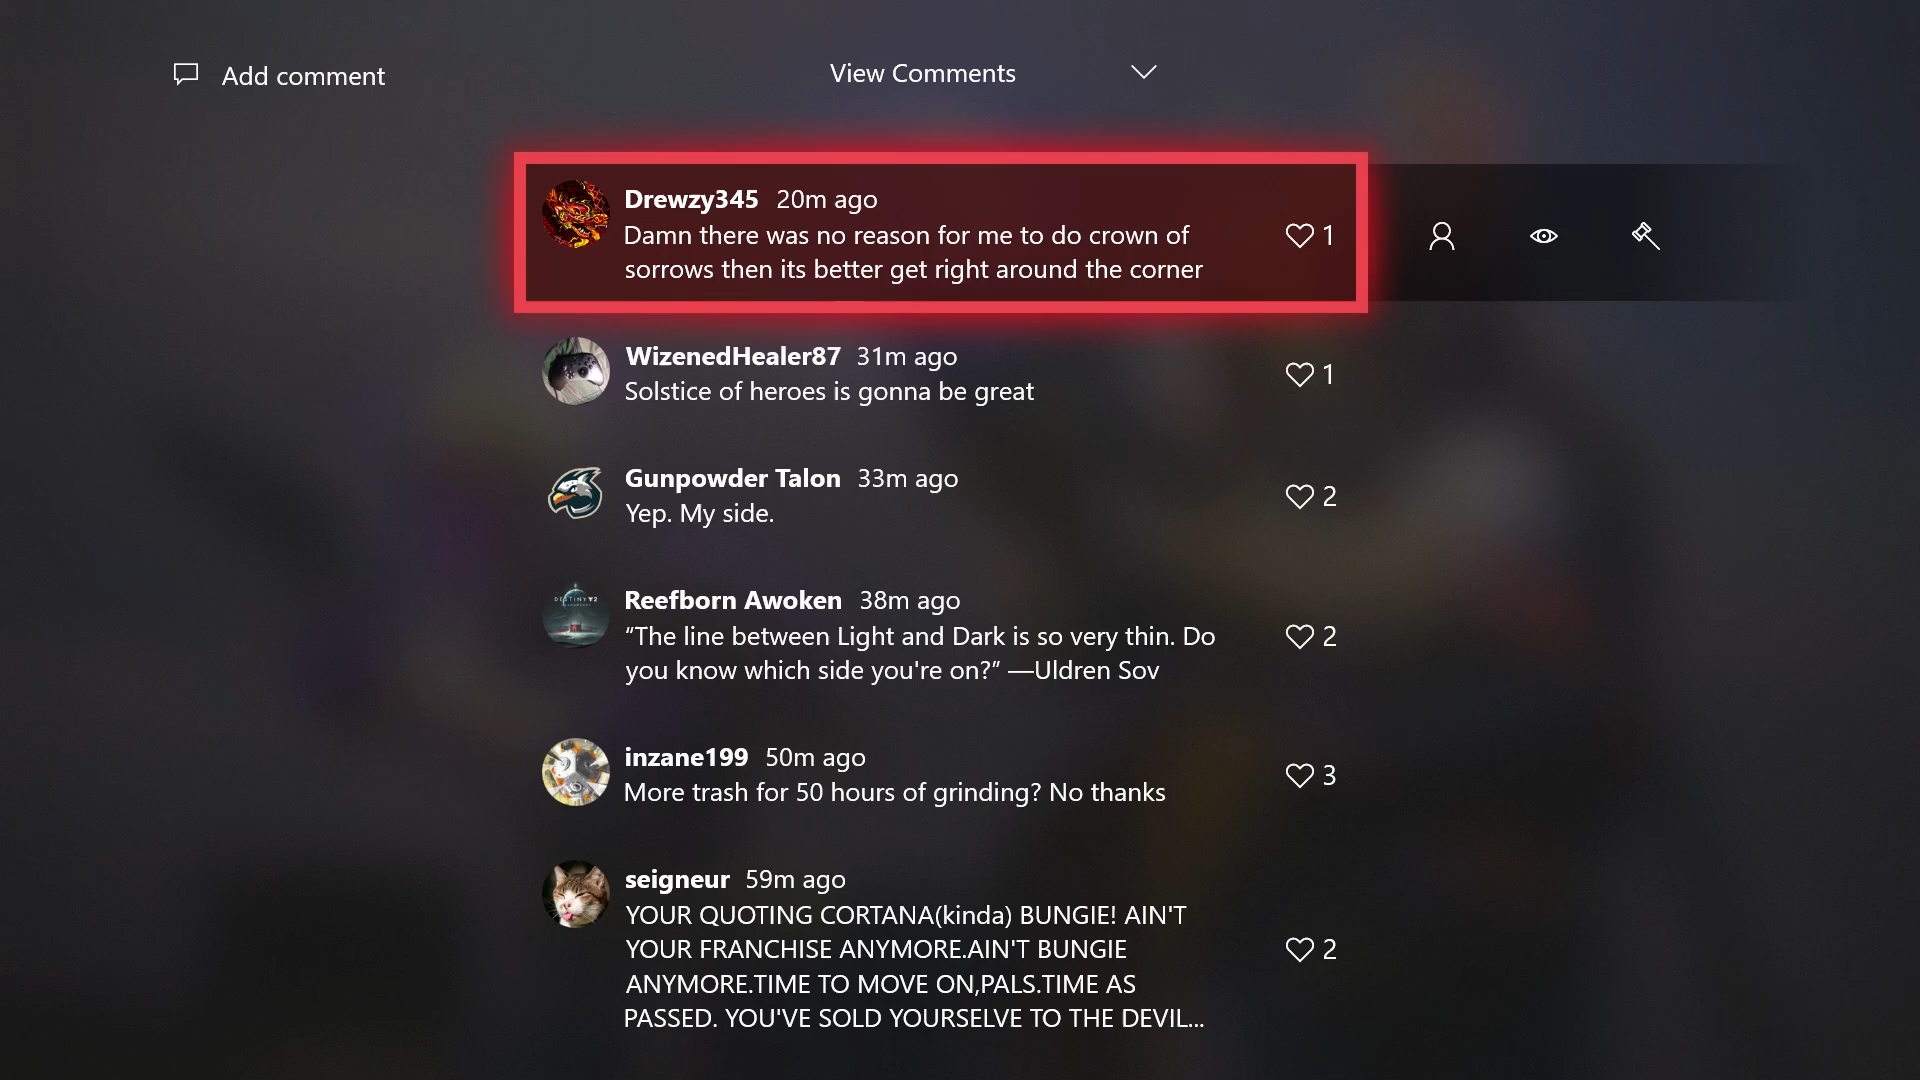 Add comment
View Comments
Drewzy345 20m ago
Damn there was no reason for me to do crown of
sorrows then its better get right around the corner
1
WizenedHealer87 31m ago
Solstice of heroes is gonna be great
1
Gunpowder Talon 33m ago
Yep. My side.
2
DESTINY 2
Reefborn Awoken 38m ago
“The line between Light and Dark is so very thin. Do
you know which side you're on?” —Uldren Sov
2
inzane199 50m ago
More trash for 50 hours of grinding? No thanks
3
seigneur 59m ago
YOUR QUOTING CORTANA(kinda) BUNGIE! AIN'T
YOUR FRANCHISE ANYMORE.AIN'T BUNGIE
ANYMORE.TIME TO MOVE ON,PALS.TIME AS
PASSED. YOU'VE SOLD YOURSELVE TO THE DEVIL...
2